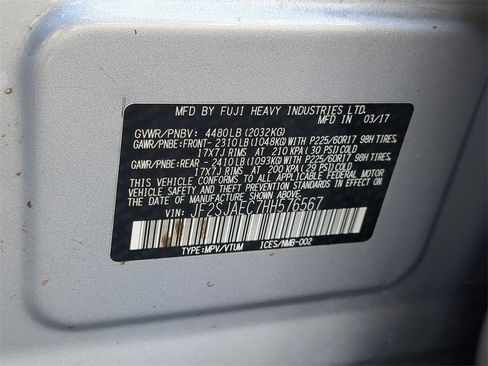 MFD BY FUJI HEAVY INDUSTRIES LTD.
MFD IN 03/17
GVWR/PNBV: 4480LB(2032KG)
GAWR/PNBE:FRONT- 2310LB(1048KG)WITH P225/60R17 98H TIRES,
17X7J RIMS AT 210 KPA(30 PSI)COLD
GAWR/PNBE:REAR - 2410LB(1093KG)WITH P225/60R17 98H TIRES,
17X7J RIMS AT 200 KPA(29 PSI)COLD
THIS VEHICLE CONFORMS TO ALL APPLICABLE FEDERAL MOTOR
VEHICLE SAFETY AND THEFT PREVENTION STANDARDS IN EFFECT
ON THE DATE OF MANUFACTURE SHOWN ABOVE.
VIN: JF2SJAEC7HH576567
TYPE:MPV/VTUM ICES/NMB-002